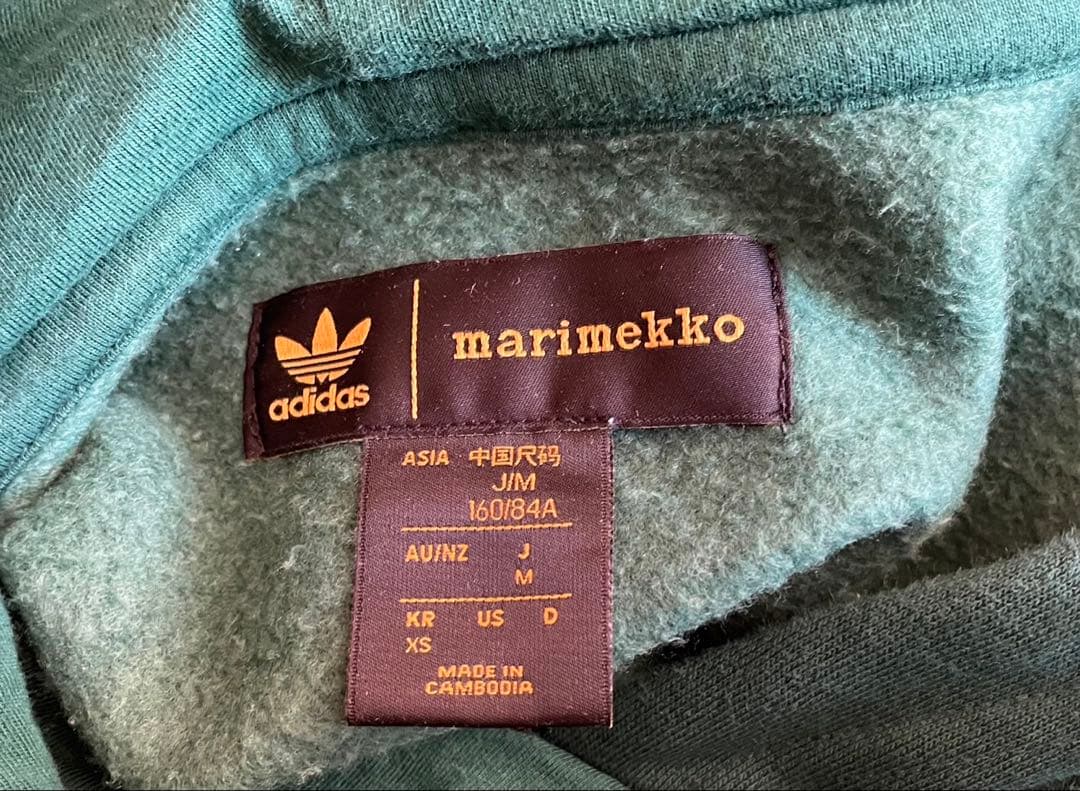 adidas
marimekko
ASIA 中国尺码
J/M
160/84A
AU/NZ J
M
KR US D
XS
MADE IN
CAMBODIA